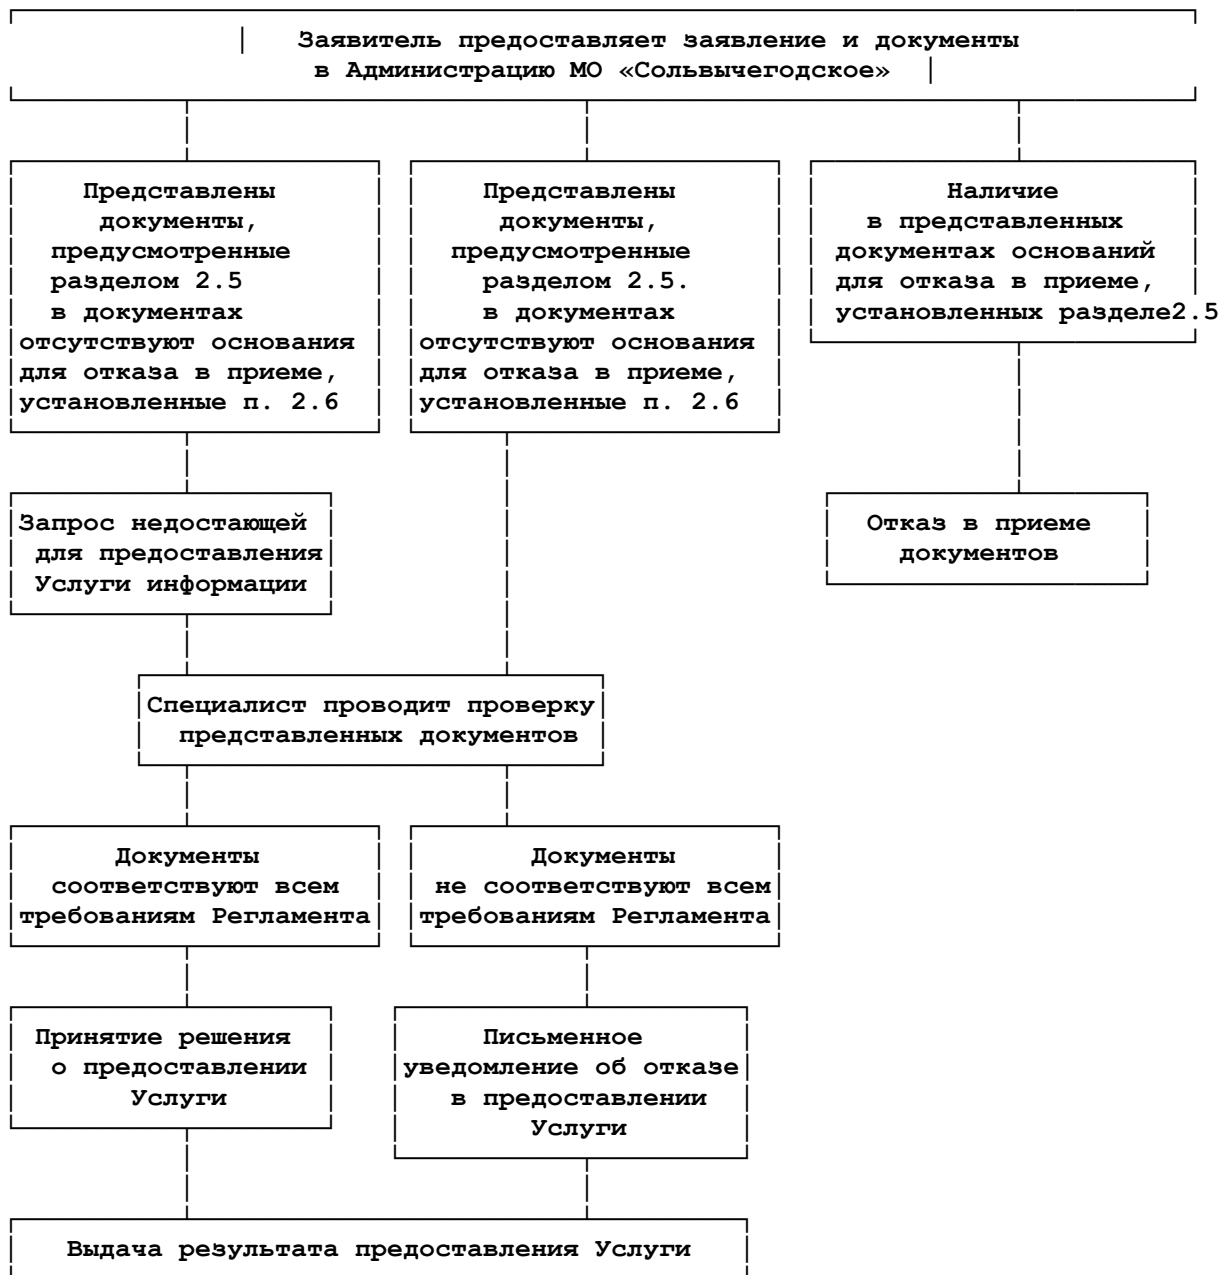 Заявитель предоставляет заявление и документы
в Администрацию МО «Сольвычегодское»
Представлены
документы,
предусмотренные
разделом 2.5
в документах
отсутствуют основания
для отказа в приеме,
установленные п. 2.6
Представлены
документы,
предусмотренные
разделом 2.5.
в документах
отсутствуют основания
для отказа в приеме,
установленные п. 2.6
Наличие
в представленных
документах оснований
для отказа в приеме,
установленных разделе2.5
Запрос недостающей
для предоставления
Услуги информации
Отказ в приеме
документов
Специалист проводит проверку
представленных документов
Документы
соответствуют всем
требованиям Регламента
Документы
не соответствуют всем
требованиям Регламента
Принятие решения
о предоставлении
Услуги
Письменное
уведомление об отказе
в предоставлении
Услуги
Выдача результата предоставления Услуги